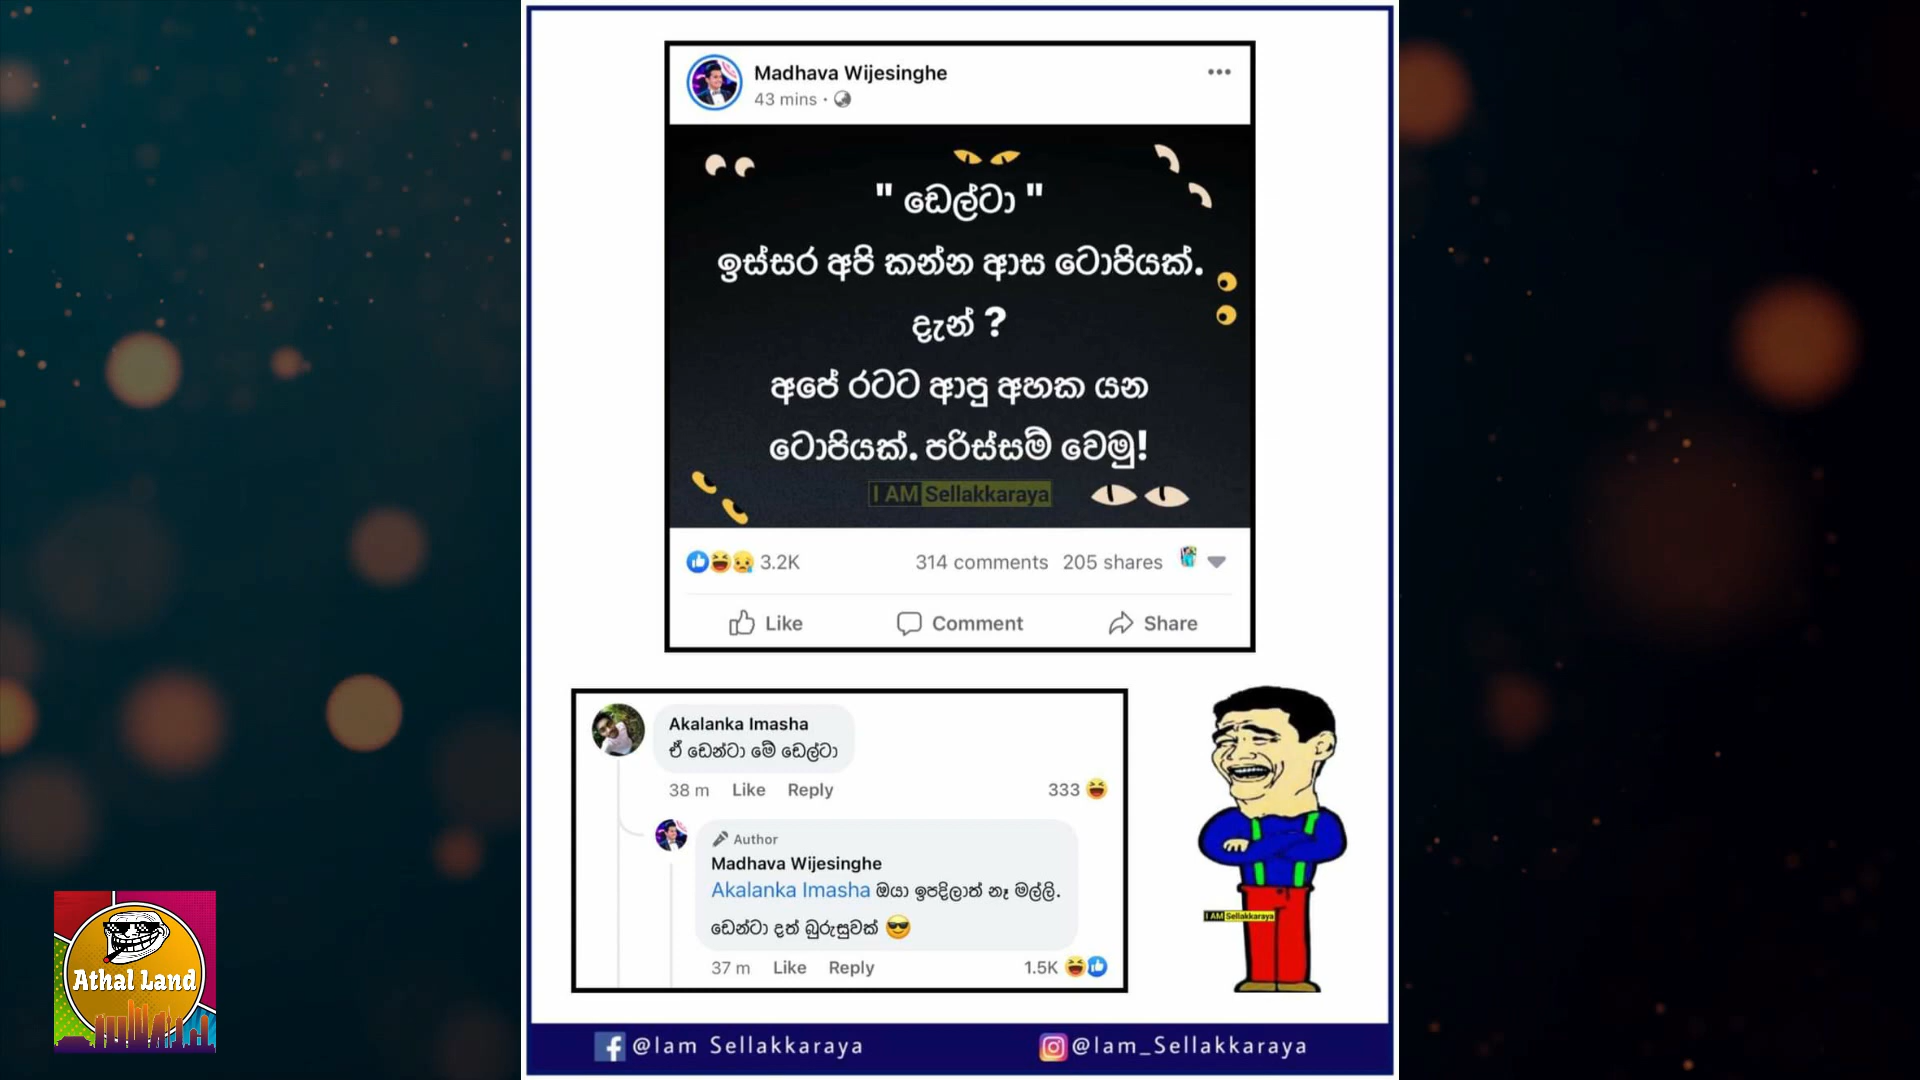 Madhava Wijesinghe
43 mins ·
" ඩෙල්ටා "
ඉස්සර අපි කන්න ආස ටොපියක්.
දැන් ?
අපේ රටට ආපු අහක යන
ටොපියක්. පරිස්සම් වෙමු!
I AM Sellakkaraya
3.2K 314 comments 205 shares
Like Comment Share
Akalanka Imasha
ඒ ඩෙන්ටා මේ ඩෙල්ටා
38 m Like Reply 333
Author
Madhava Wijesinghe
Akalanka Imasha ඔයා ඉපදිලාත් නෑ මල්ලි.
ඩෙන්ටා දත් බුරුසුවක්
37 m Like Reply 1.5K
I AM Sellakkaraya
Athal Land
@Iam Sellakkaraya @Iam_Sellakkaraya